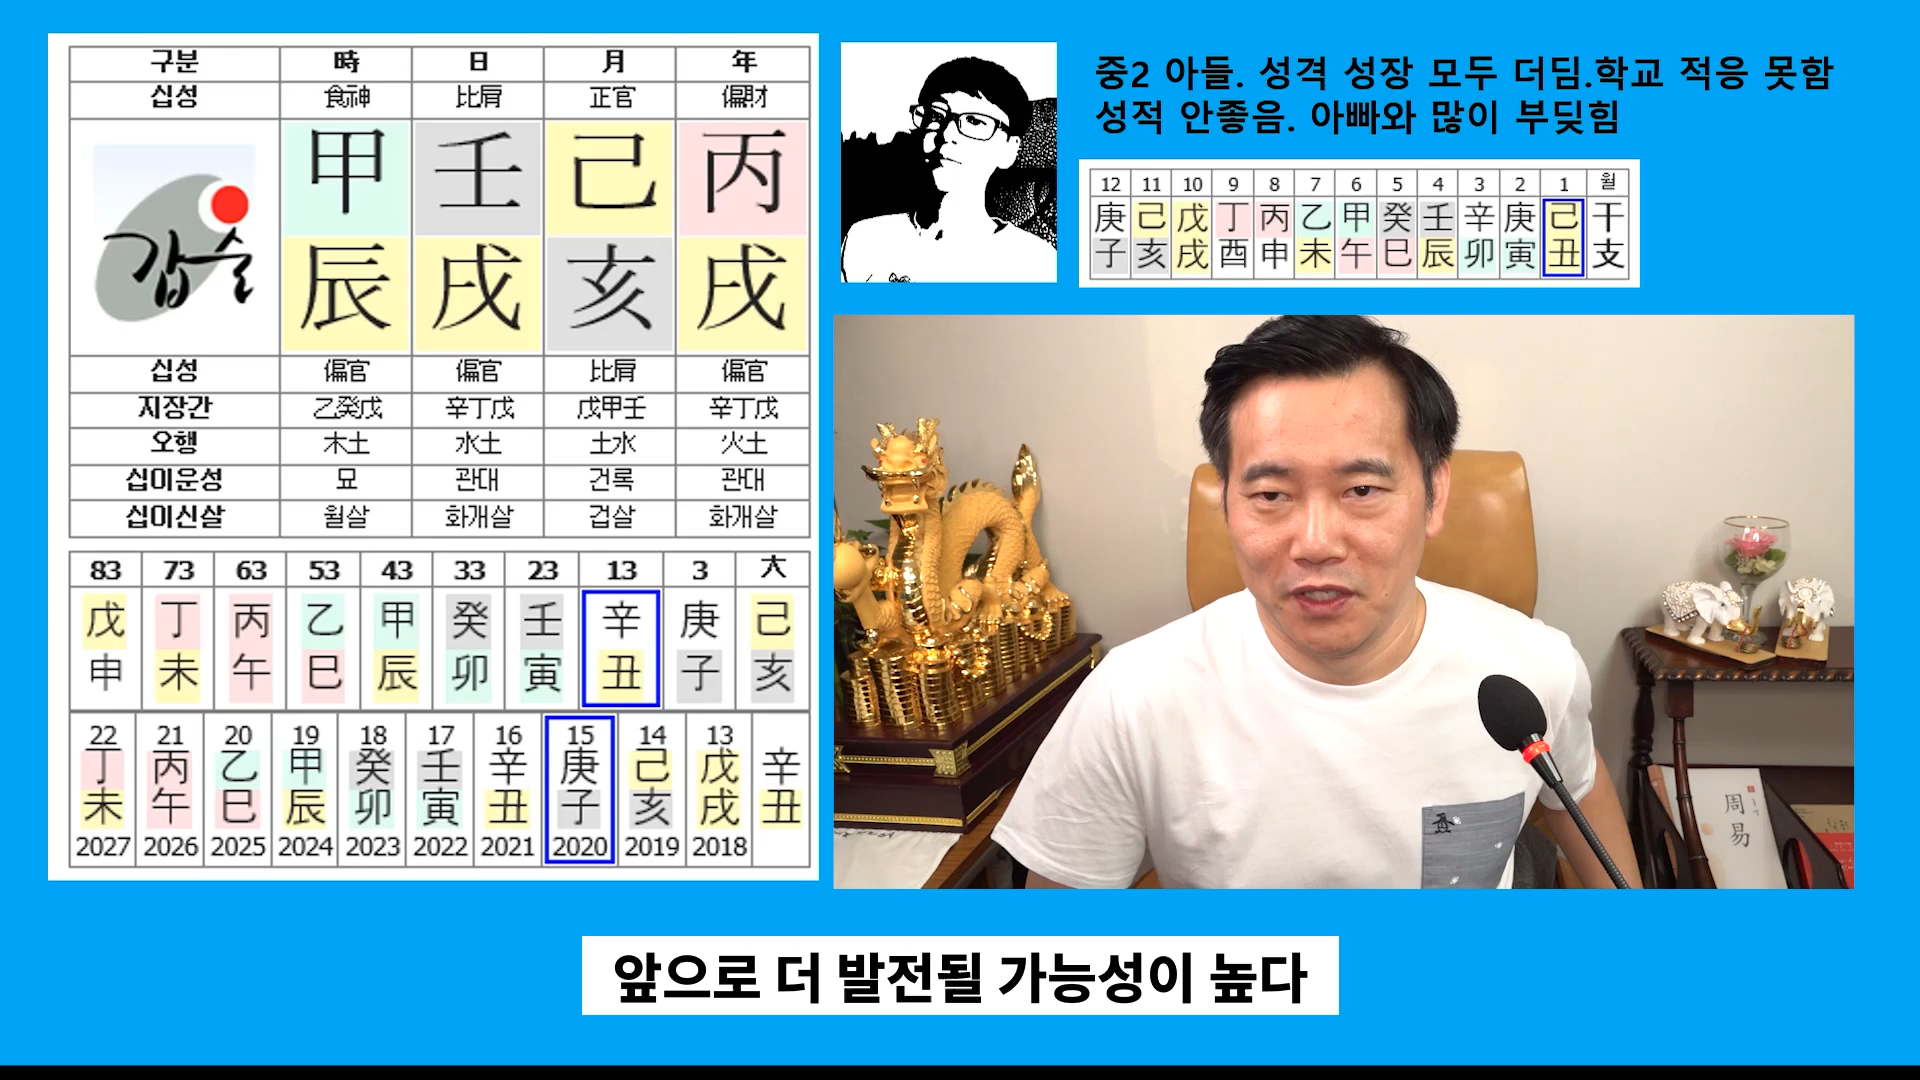 구분 時 日 月 年
십성 食神 比肩 正官 偏財
甲 壬 己 丙
갑술
辰 戌 亥 戌
십성 偏官 偏官 比肩 偏官
지장간 乙癸戊 辛丁戊 戊甲壬 辛丁戊
오행 木土 水土 土水 火土
십이운성 묘 관대 건록 관대
십이신살 월살 화개살 겁살 화개살
83 73 63 53 43 33 23 13 3 大
戊 丁 丙 乙 甲 癸 壬 辛 庚 己
申 未 午 巳 辰 卯 寅 丑 子 亥
22 21 20 19 18 17 16 15 14 13
丁 丙 乙 甲 癸 壬 辛 庚 己 戊 辛
未 午 巳 辰 卯 寅 丑 子 亥 戌 丑
2027 2026 2025 2024 2023 2022 2021 2020 2019 2018
중2 아들. 성격 성장 모두 더딤.학교 적응 못함
성적 안좋음. 아빠와 많이 부딪힘
12 11 10 9 8 7 6 5 4 3 2 1 월
庚 己 戊 丁 丙 乙 甲 癸 壬 辛 庚 己 干
子 亥 戌 酉 申 未 午 巳 辰 卯 寅 丑 支
周易
앞으로 더 발전될 가능성이 높다